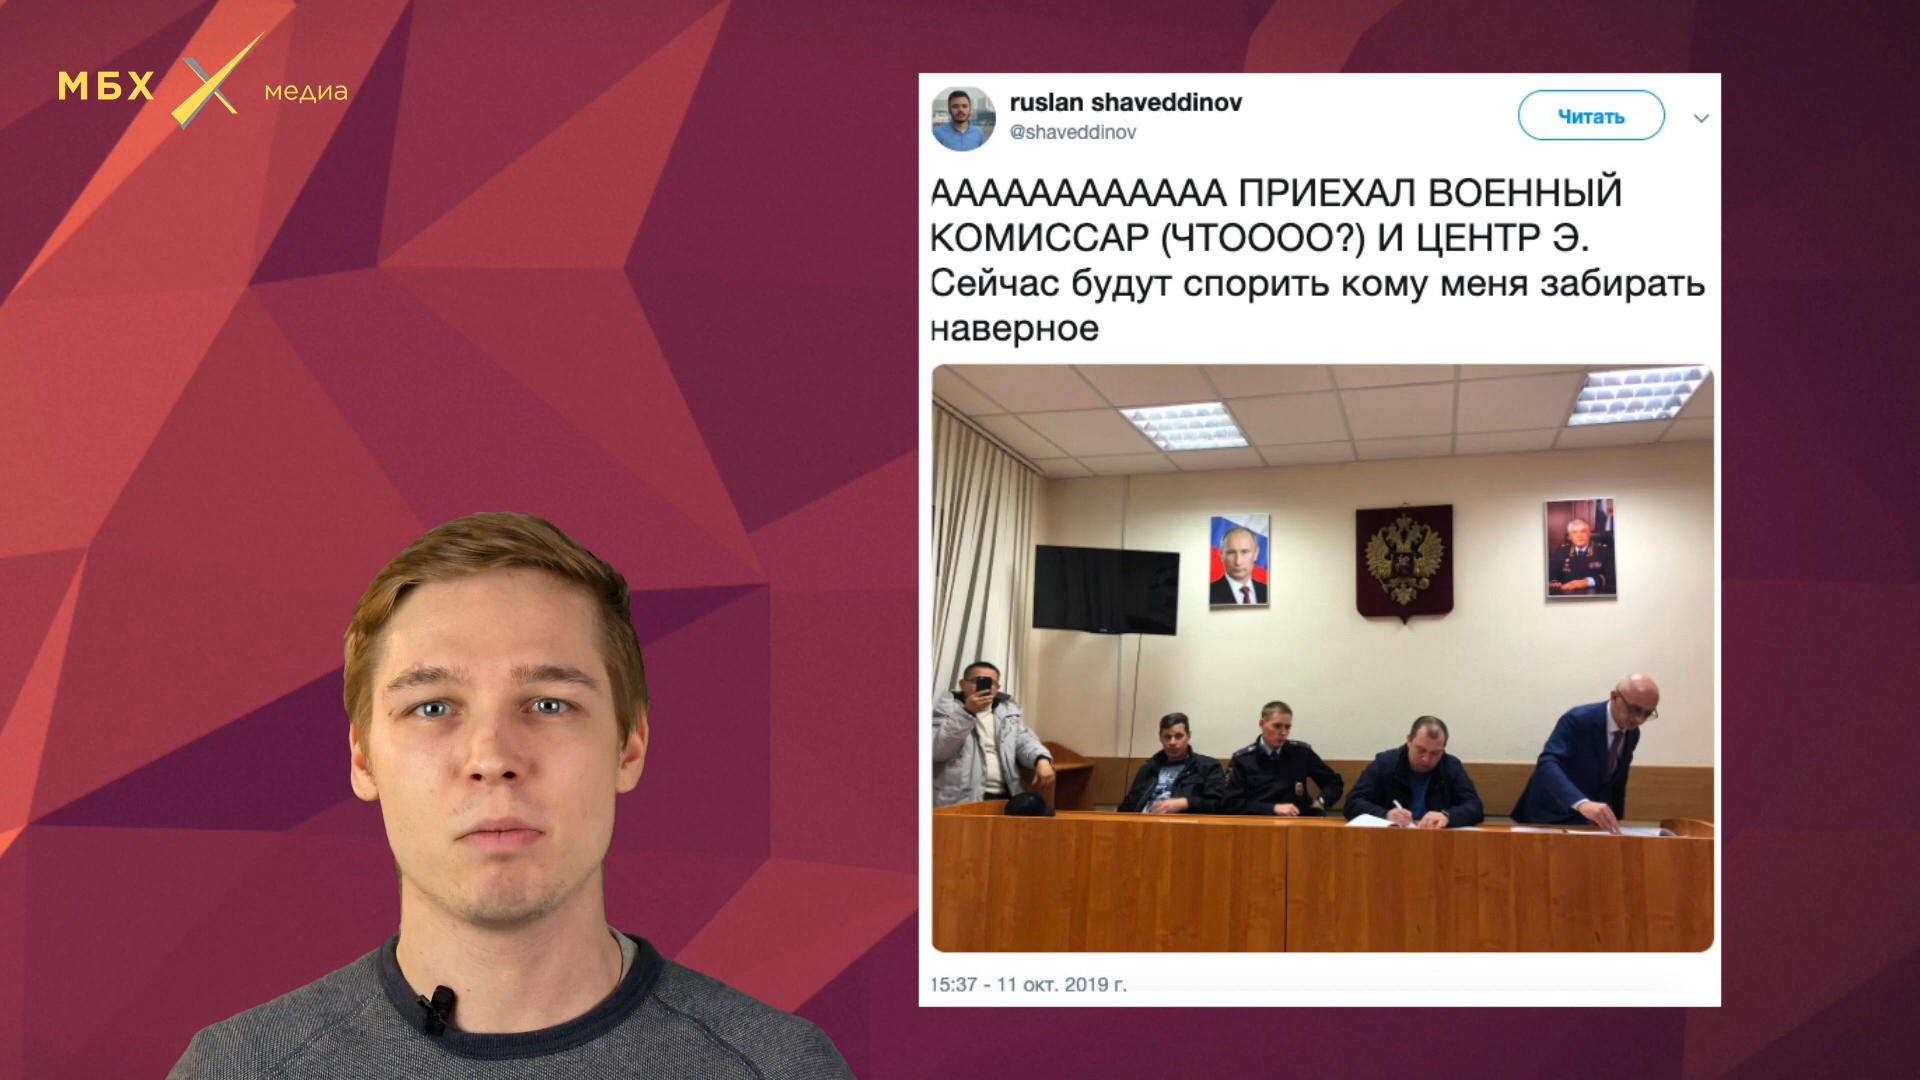 МБХ медиа
ruslan shaveddinov
@shaveddinov
Читать
ААААААААААААА ПРИЕХАЛ ВОЕННЫЙ
КОМИССАР (ЧТОООО?) И ЦЕНТР Э.
Сейчас будут спорить кому меня забирать
наверное
15:37 - 11 окт. 2019 г.